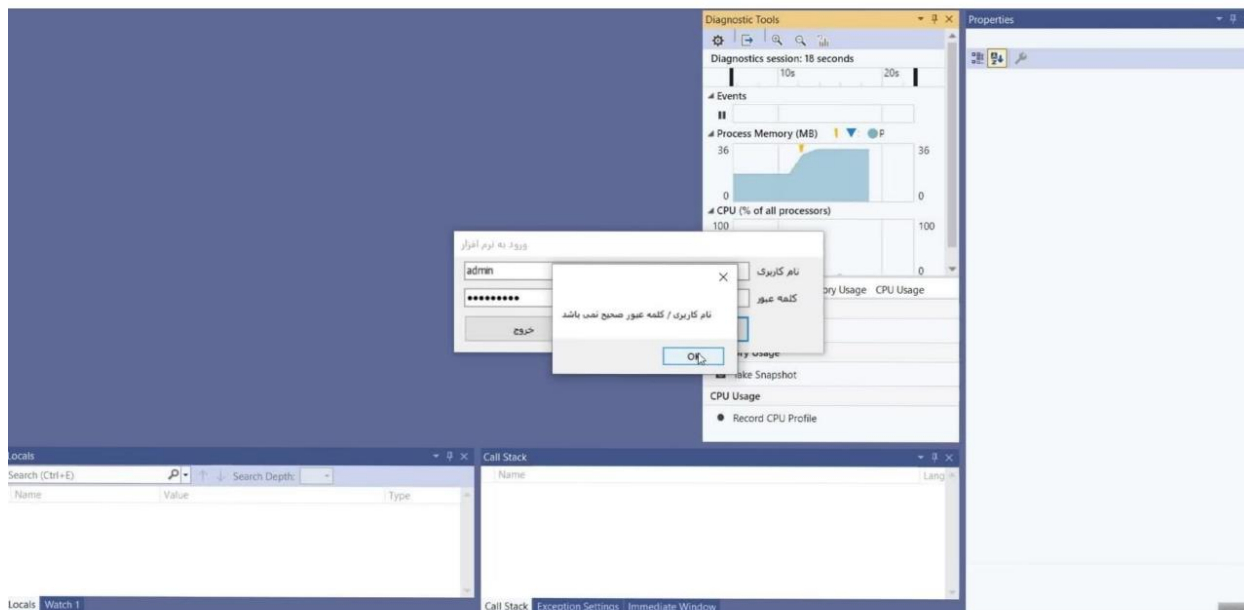 Diagnostic Tools
Properties
Diagnostics session: 18 seconds
10s 20s
Events
Process Memory (MB) P
36 36
0 0
CPU (% of all processors)
100 100
0
ورود به نرم افزار
admin
نام کاربری
•••••••••
کلمه عبور
خروج
نام کاربری / کلمه عبور صحیح نمی باشد
OK
Usage CPU Usage
Usage
Snapshot
CPU Usage
Record CPU Profile
Locals
Search (Ctrl+E) Search Depth:
Name Value Type
Call Stack
Name Lang
Locals Watch 1
Call Stack Exception Settings Immediate Window